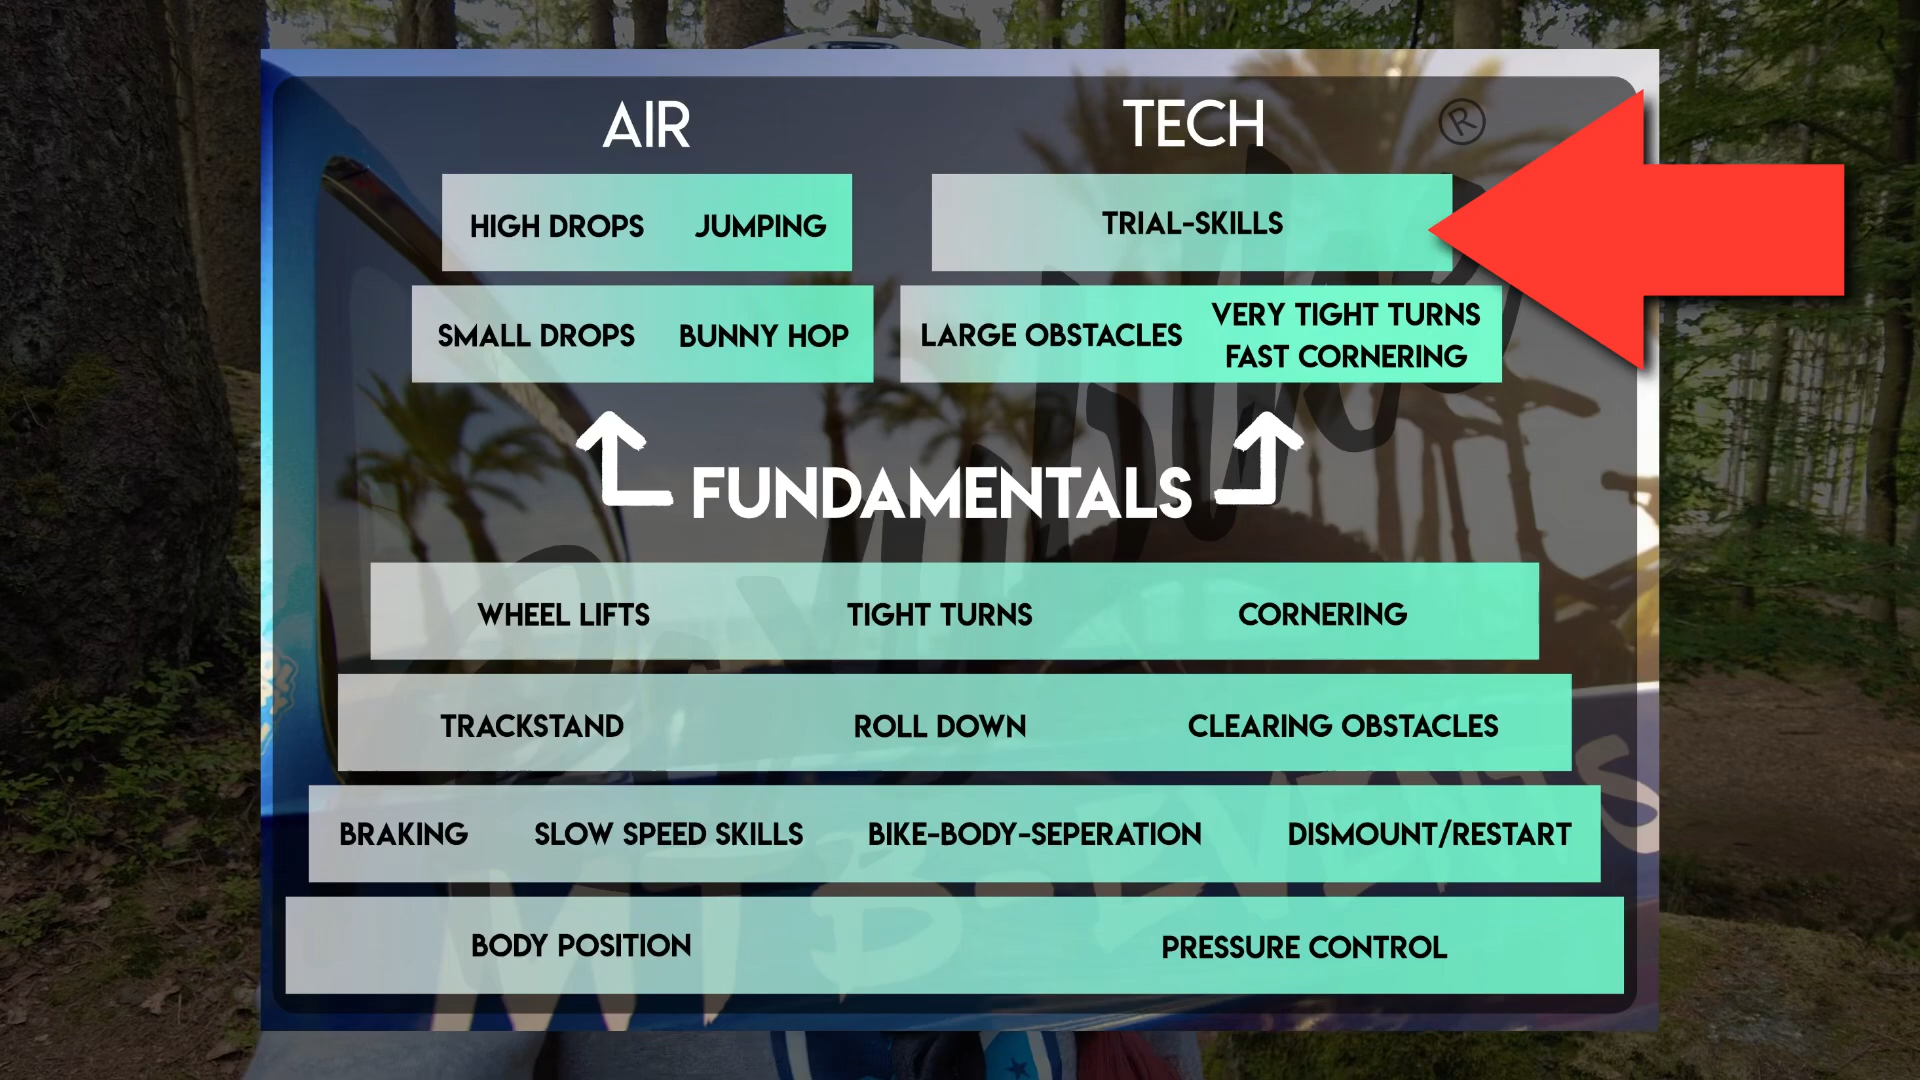 AIR
TECH
®
HIGH DROPS
JUMPING
TRIAL-SKILLS
SMALL DROPS
BUNNY HOP
LARGE OBSTACLES
VERY TIGHT TURNS
FAST CORNERING
FUNDAMENTALS
WHEEL LIFTS
TIGHT TURNS
CORNERING
TRACKSTAND
ROLL DOWN
CLEARING OBSTACLES
BRAKING
SLOW SPEED SKILLS
BIKE-BODY-SEPERATION
DISMOUNT/RESTART
BODY POSITION
PRESSURE CONTROL
MTB-EVENTS